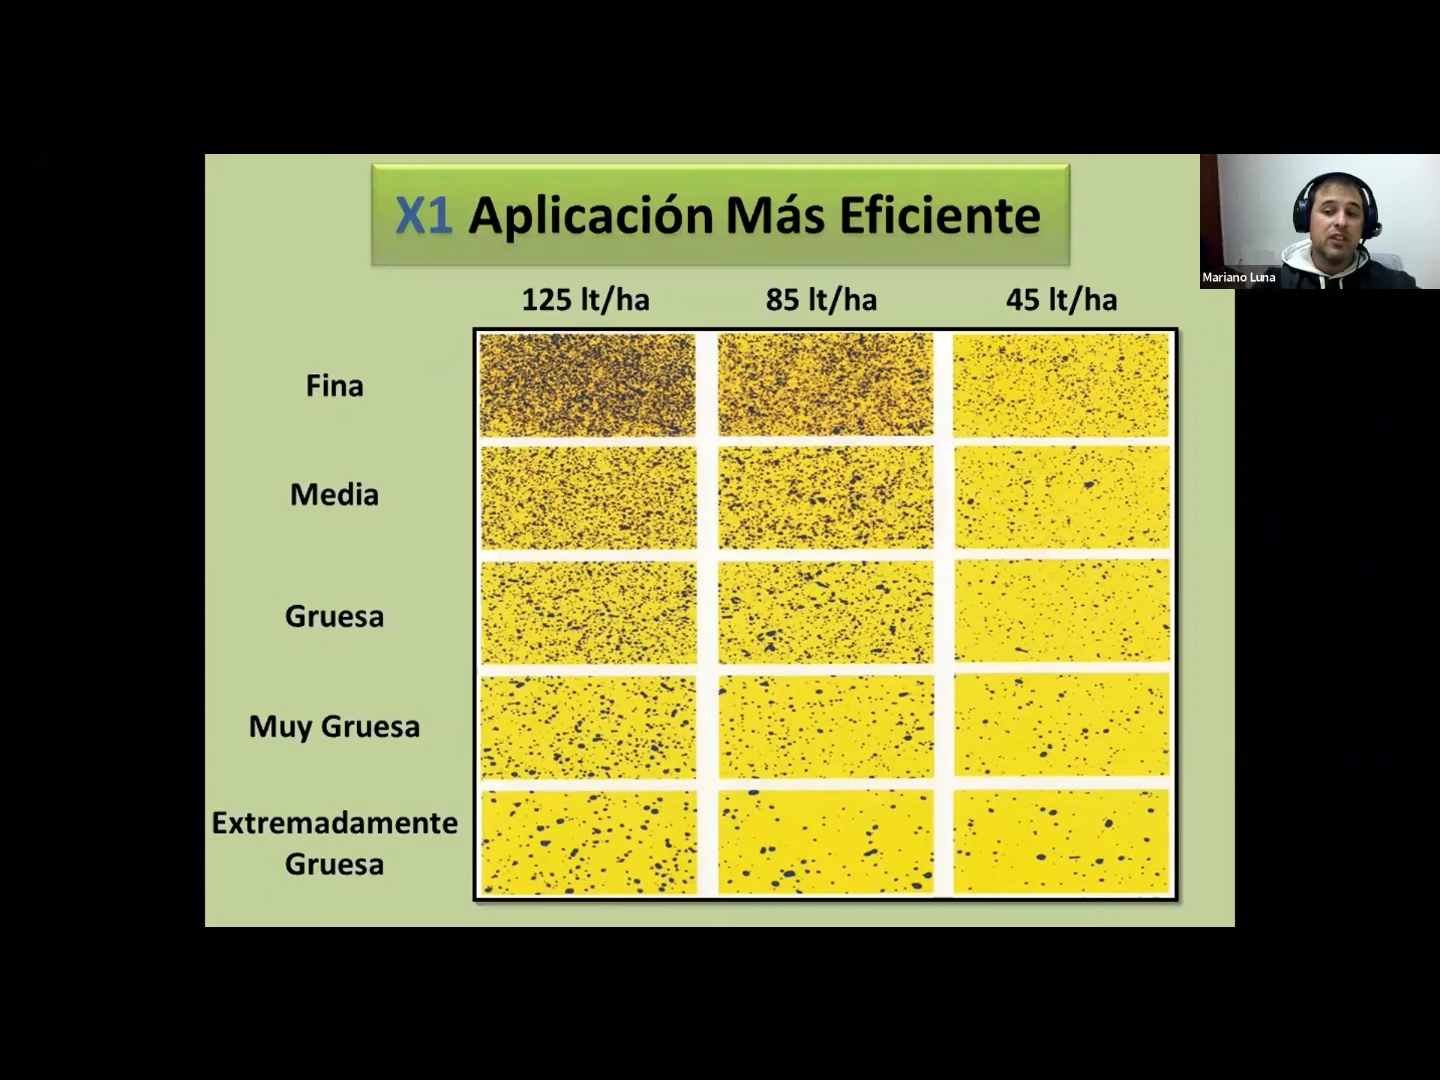 X1 Aplicación Más Eficiente
Mariano Luna
125 lt/ha 85 lt/ha 45 lt/ha
Fina
Media
Gruesa
Muy Gruesa
Extremadamente
Gruesa